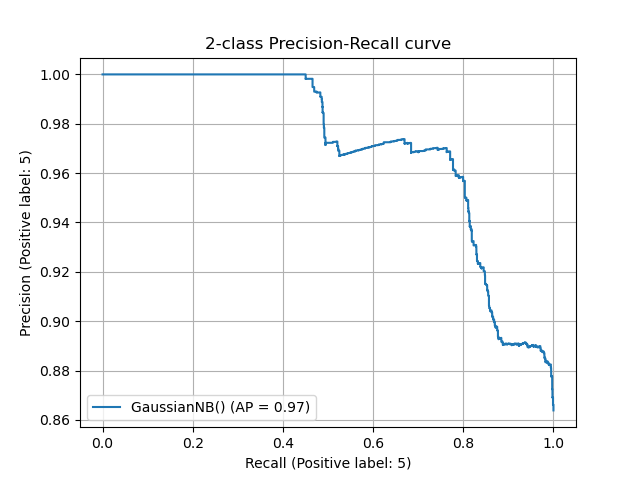 2-class Precision-Recall curve
1.00
0.98
0.96
0.94
0.92
0.90
0.88
0.86
Precision (Positive label: 5)
GaussianNB() (AP = 0.97)
0.0 0.2 0.4 0.6 0.8 1.0
Recall (Positive label: 5)